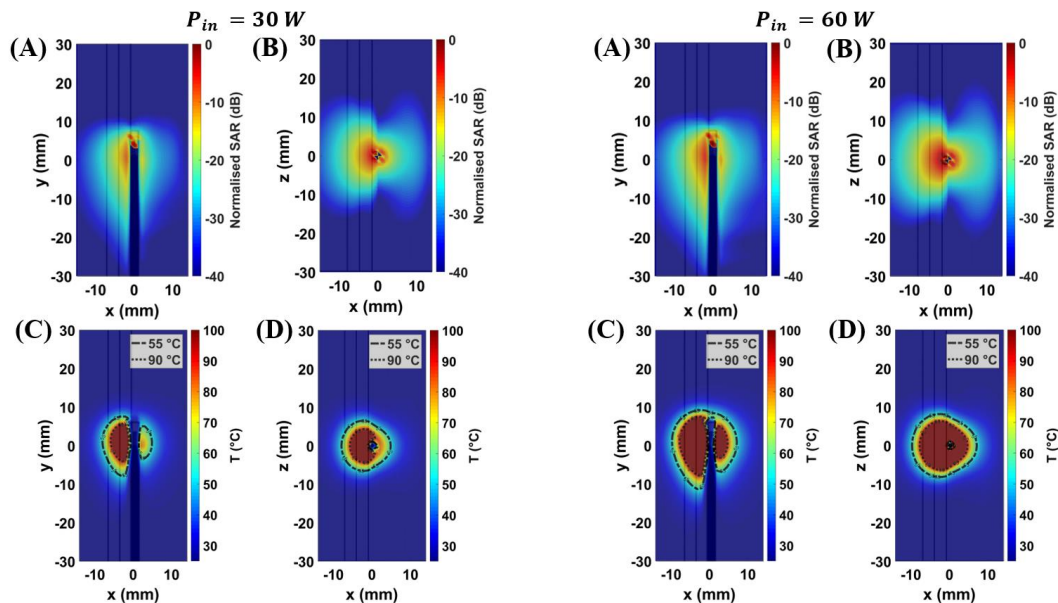 P_in = 30 W
P_in = 60 W
(A)
30
20
10
0
-10
-20
-30
y (mm)
-10 0 10
x (mm)
0
-10
-20
-30
-40
Normalised SAR (dB)
(B)
30
20
10
0
-10
-20
-30
z (mm)
-10 0 10
x (mm)
0
-10
-20
-30
-40
Normalised SAR (dB)
(A)
30
20
10
0
-10
-20
-30
y (mm)
-10 0 10
x (mm)
0
-10
-20
-30
-40
Normalised SAR (dB)
(B)
30
20
10
0
-10
-20
-30
z (mm)
-10 0 10
x (mm)
0
-10
-20
-30
-40
Normalised SAR (dB)
(C)
55 °C
90 °C
30
20
10
0
-10
-20
-30
y (mm)
-10 0 10
x (mm)
100
90
80
70
60
50
40
30
T (°C)
(D)
55 °C
90 °C
30
20
10
0
-10
-20
-30
z (mm)
-10 0 10
x (mm)
100
90
80
70
60
50
40
30
T (°C)
(C)
55 °C
90 °C
30
20
10
0
-10
-20
-30
y (mm)
-10 0 10
x (mm)
100
90
80
70
60
50
40
30
T (°C)
(D)
55 °C
90 °C
30
20
10
0
-10
-20
-30
z (mm)
-10 0 10
x (mm)
100
90
80
70
60
50
40
30
T (°C)